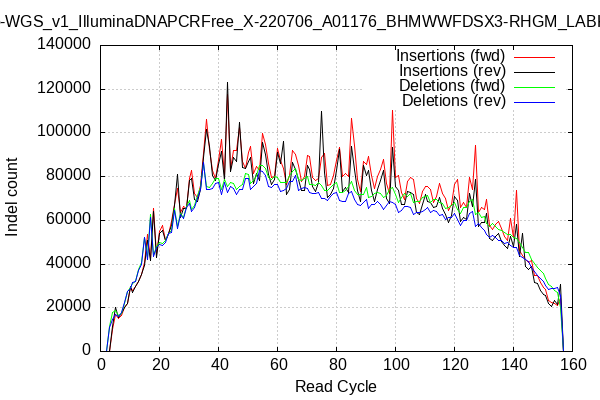 -WGS_v1_IlluminaDNAPCRFree_X-220706_A01176_BHMWWFDSX3-RHGM_LABK
Insertions (fwd)
Insertions (rev)
Deletions (fwd)
Deletions (rev)
Indel count
140000
120000
100000
80000
60000
40000
20000
0
0 20 40 60 80 100 120 140 160
Read Cycle